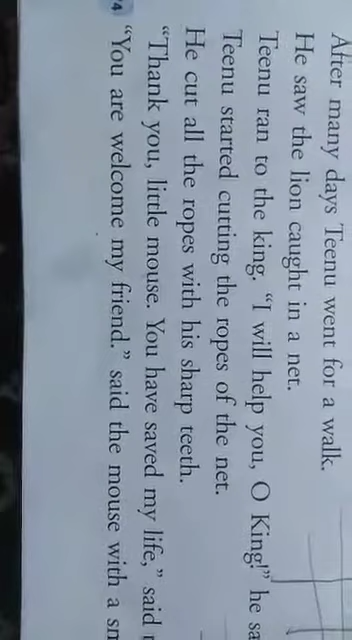 After many days Teenu went for a walk.
He saw the lion caught in a net.
Teenu ran to the king. "I will help you, O King!" he
Teenu started cutting the ropes of the net.
He cut all the ropes with his sharp teeth.
"Thank you, little mouse. You have saved my life," said
"You are welcome my friend." said the mouse with a